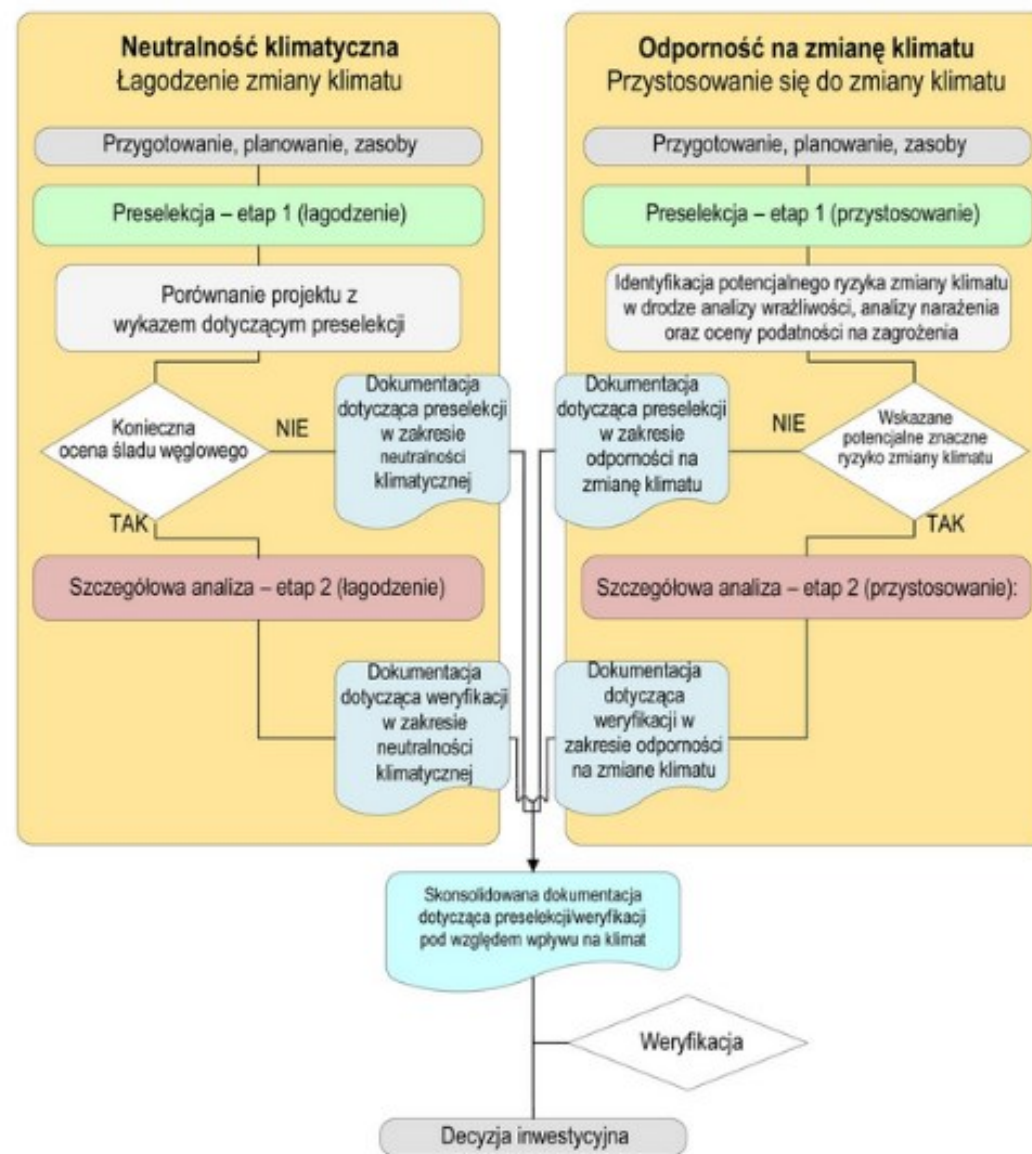 Neutralność klimatyczna
Łagodzenie zmiany klimatu
Przygotowanie, planowanie, zasoby
Preselekcja – etap 1 (łagodzenie)
Porównanie projektu z
wykazem dotyczącym preselekcji
Konieczna
ocena śladu węglowego
NIE
Dokumentacja
dotycząca preselekcji
w zakresie
neutralności
klimatycznej
TAK
Szczegółowa analiza – etap 2 (łagodzenie)
Dokumentacja
dotycząca weryfikacji
w zakresie
neutralności
klimatycznej
Odporność na zmianę klimatu
Przystosowanie się do zmiany klimatu
Przygotowanie, planowanie, zasoby
Preselekcja – etap 1 (przystosowanie)
Identyfikacja potencjalnego ryzyka zmiany klimatu
w drodze analizy wrażliwości, analizy narażenia
oraz oceny podatności na zagrożenia
Dokumentacja
dotycząca preselekcji
w zakresie
odporności na
zmianę klimatu
NIE
Wskazane
potencjalne znaczne
ryzyko zmiany klimatu
TAK
Szczegółowa analiza – etap 2 (przystosowanie):
Dokumentacja
dotycząca
weryfikacji w
zakresie odporności
na zmiane klimatu
Skonsolidowana dokumentacja
dotycząca preselekcji/weryfikacji
pod względem wpływu na klimat
Weryfikacja
Decyzja inwestycyjna